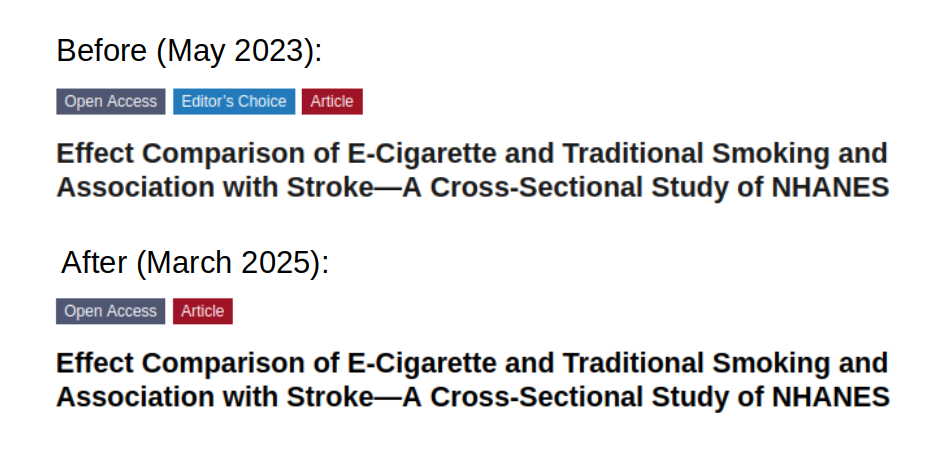 Before (May 2023):
Open Access Editor's Choice Article
Effect Comparison of E-Cigarette and Traditional Smoking and
Association with Stroke—A Cross-Sectional Study of NHANES
After (March 2025):
Open Access Article
Effect Comparison of E-Cigarette and Traditional Smoking and
Association with Stroke—A Cross-Sectional Study of NHANES